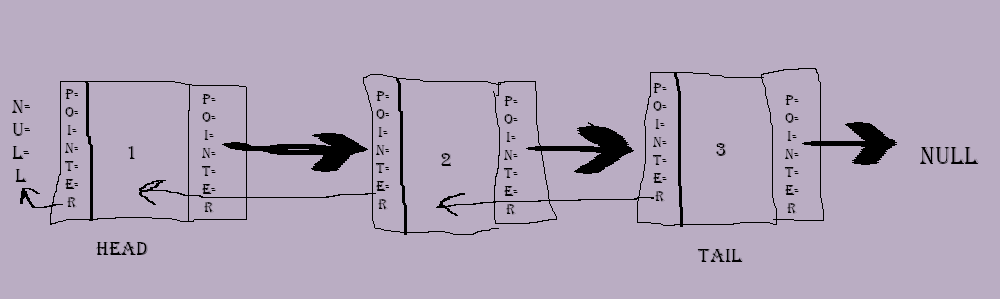 N=
U=
L=
L
P=
O=
I=
N=
T=
E=
R
1
P=
O=
I=
N=
T=
E=
R
P=
O=
I=
N=
T=
E=
R
2
P=
O=
I=
N=
T=
E=
R
P=
O=
I=
N=
T=
E=
R
3
P=
O=
I=
N=
T=
E=
R
NULL
HEAD
TAIL